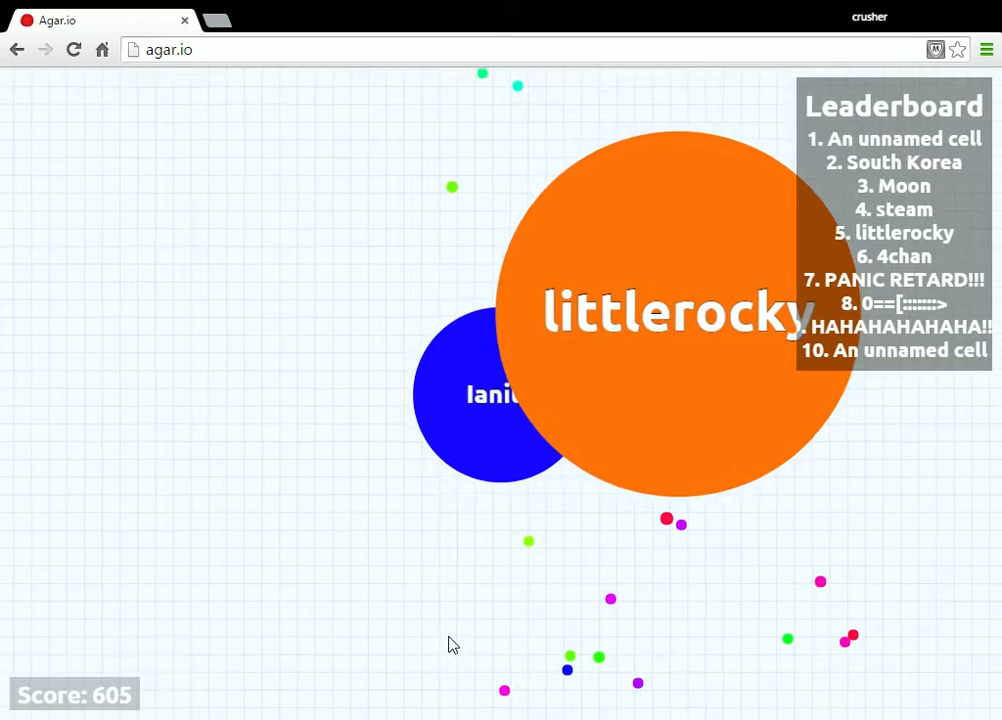 Agar.io
crusher
agar.io
Leaderboard
1. An unnamed cell
2. South Korea
3. Moon
4. steam
5. littlerocky
6. 4chan
7. PANIC RETARD!!!
8. 0==[:::::::>
. HAHAHAHAHAHA!!
10. An unnamed cell
littlerocky
Score: 605